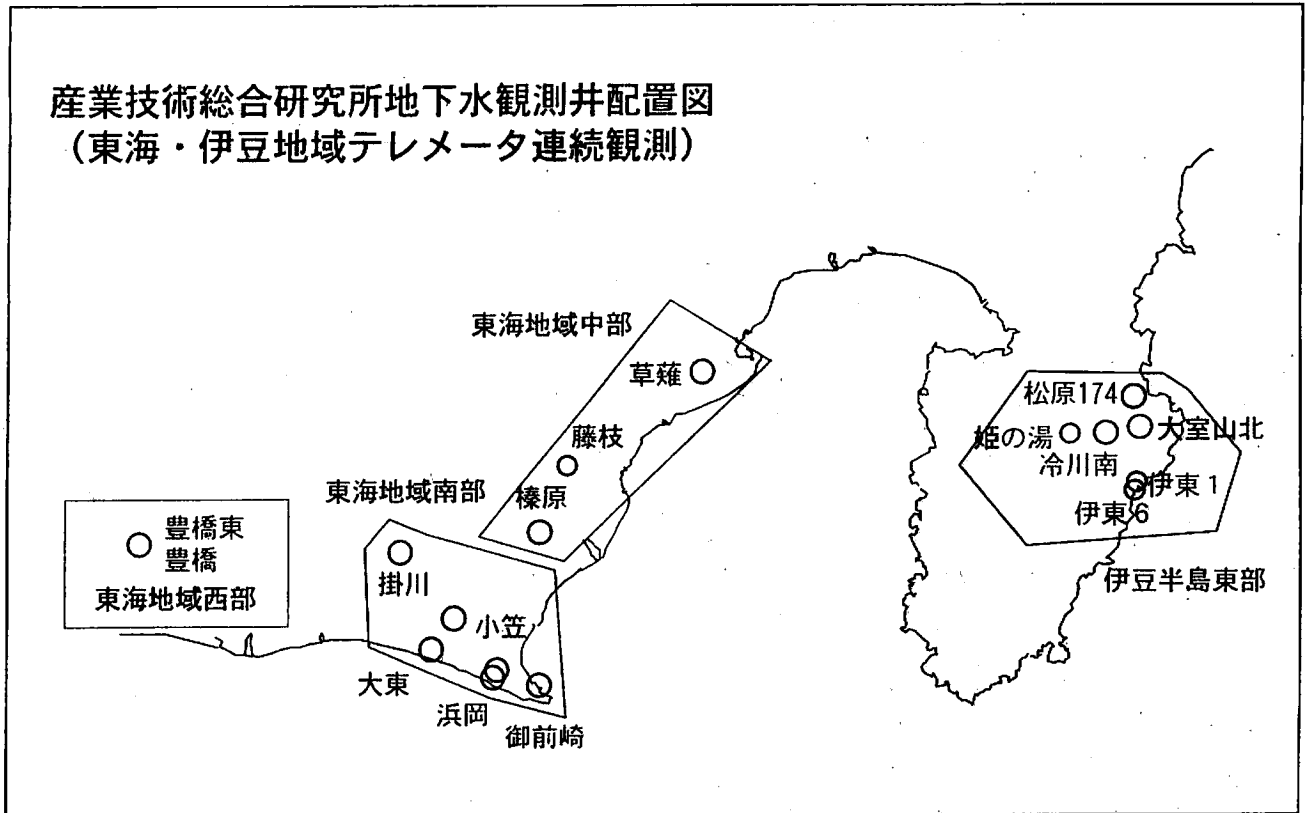 産業技術総合研究所地下水観測井配置図
（東海・伊豆地域テレメータ連続観測）
東海地域中部
草薙
藤枝
榛原
東海地域南部
掛川
小笠
大東
浜岡
御前崎
豊橋東
豊橋
東海地域西部
松原174
姫の湯
大室山北
冷川南
伊東1
伊東6
伊豆半島東部